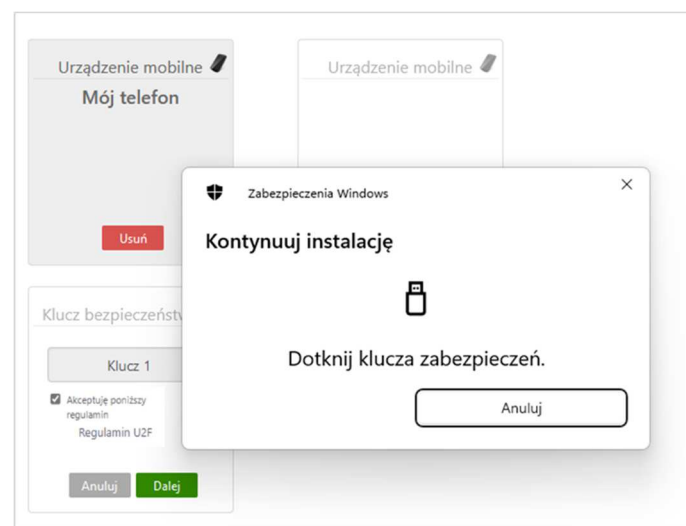 Urządzenie mobilne
Mój telefon
Usuń
Urządzenie mobilne
Zabezpieczenia Windows
Kontynuuj instalację
Dotknij klucza zabezpieczeń.
Anuluj
Klucz bezpieczeństw
Klucz 1
Akceptuję poniższy
regulamin
Regulamin U2F
Anuluj
Dalej